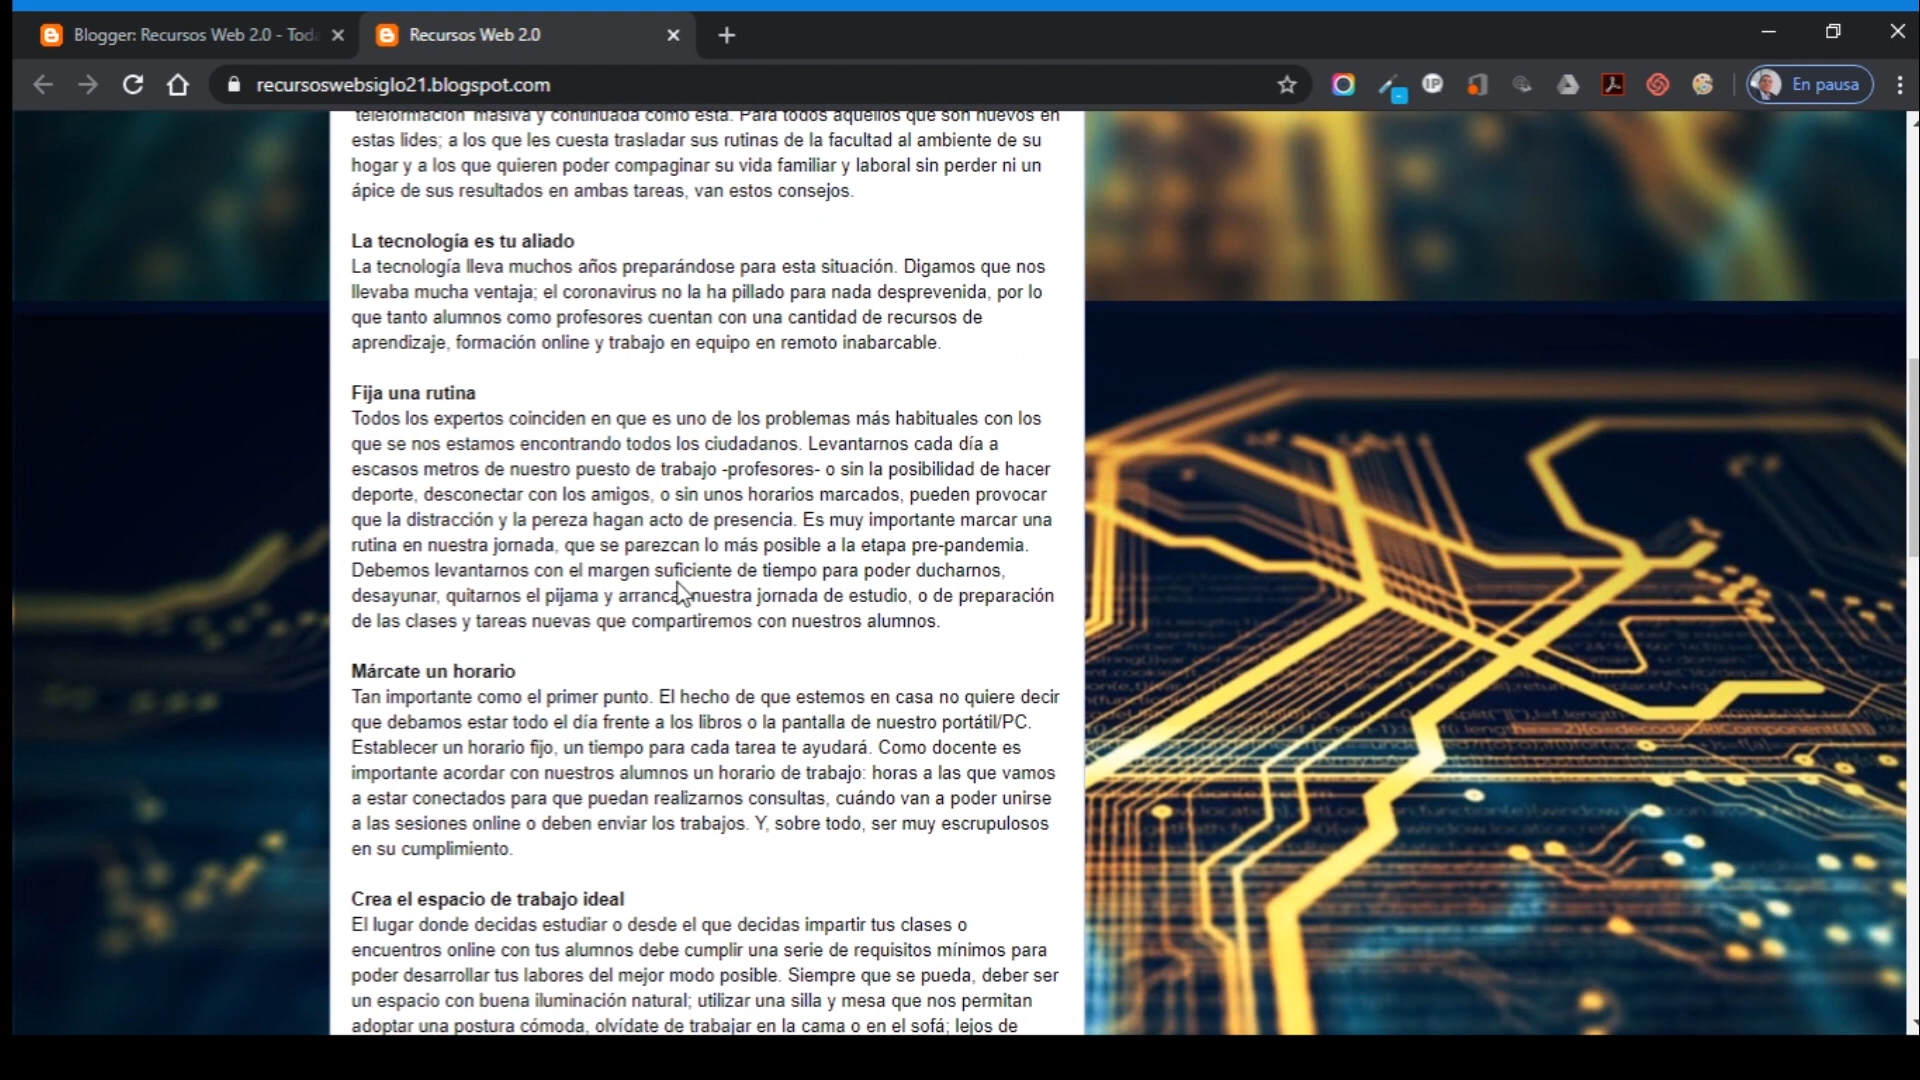 Blogger: Recursos Web 2.0 - Toda
Recursos Web 2.0
recursoswebsiglo21.blogspot.com
En pausa
'teleformación' masiva y continuada como esta. Para todos aquellos que son nuevos en
estas lides; a los que les cuesta trasladar sus rutinas de la facultad al ambiente de su
hogar y a los que quieren poder compaginar su vida familiar y laboral sin perder ni un
ápice de sus resultados en ambas tareas, van estos consejos.
La tecnología es tu aliado
La tecnología lleva muchos años preparándose para esta situación. Digamos que nos
llevaba mucha ventaja; el coronavirus no la ha pillado para nada desprevenida, por lo
que tanto alumnos como profesores cuentan con una cantidad de recursos de
aprendizaje, formación online y trabajo en equipo en remoto inabarcable.
Fija una rutina
Todos los expertos coinciden en que es uno de los problemas más habituales con los
que se nos estamos encontrando todos los ciudadanos. Levantarnos cada día a
escasos metros de nuestro puesto de trabajo -profesores- o sin la posibilidad de hacer
deporte, desconectar con los amigos, o sin unos horarios marcados, pueden provocar
que la distracción y la pereza hagan acto de presencia. Es muy importante marcar una
rutina en nuestra jornada, que se parezcan lo más posible a la etapa pre-pandemia.
Debemos levantarnos con el margen suficiente de tiempo para poder ducharnos,
desayunar, quitarnos el pijama y arrancar nuestra jornada de estudio, o de preparación
de las clases y tareas nuevas que compartiremos con nuestros alumnos.
Márcate un horario
Tan importante como el primer punto. El hecho de que estemos en casa no quiere decir
que debamos estar todo el día frente a los libros o la pantalla de nuestro portátil/PC.
Establecer un horario fijo, un tiempo para cada tarea te ayudará. Como docente es
importante acordar con nuestros alumnos un horario de trabajo: horas a las que vamos
a estar conectados para que puedan realizarnos consultas, cuándo van a poder unirse
a las sesiones online o deben enviar los trabajos. Y, sobre todo, ser muy escrupulosos
en su cumplimiento.
Crea el espacio de trabajo ideal
El lugar donde decidas estudiar o desde el que decidas impartir tus clases o
encuentros online con tus alumnos debe cumplir una serie de requisitos mínimos para
poder desarrollar tus labores del mejor modo posible. Siempre que se pueda, deber ser
un espacio con buena iluminación natural; utilizar una silla y mesa que nos permitan
adoptar una postura cómoda, olvídate de trabajar en la cama o en el sofá; lejos de